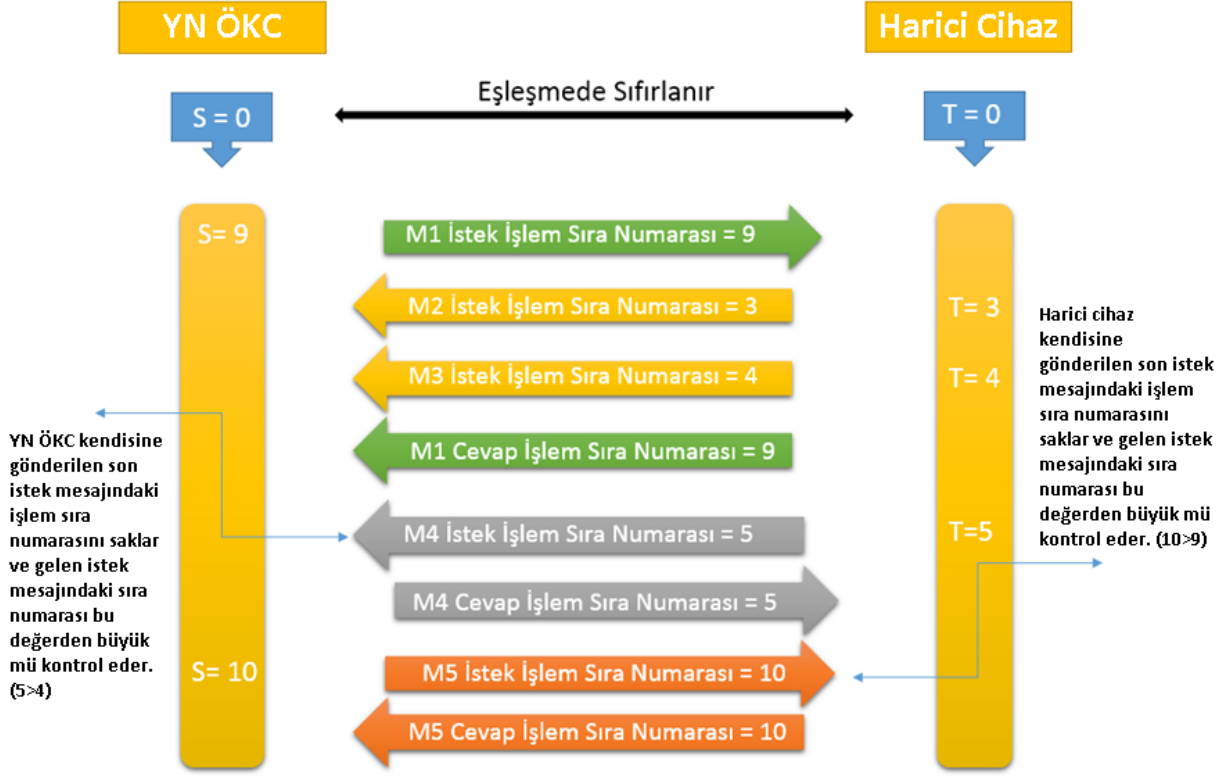 YN ÖKC
Harici Cihaz
Eşleşmede Sıfırlanır
S = 0
T = 0
S= 9
M1 İstek İşlem Sıra Numarası = 9
M2 İstek İşlem Sıra Numarası = 3
T= 3
M3 İstek İşlem Sıra Numarası = 4
T= 4
M1 Cevap İşlem Sıra Numarası = 9
M4 İstek İşlem Sıra Numarası = 5
T=5
M4 Cevap İşlem Sıra Numarası = 5
S= 10
M5 İstek İşlem Sıra Numarası = 10
M5 Cevap İşlem Sıra Numarası = 10
YN ÖKC kendisine
gönderilen son
istek mesajındaki
işlem sıra
numarasını saklar
ve gelen istek
mesajındaki sıra
numarası bu
değerden büyük
mü kontrol eder.
(5>4)
Harici cihaz
kendisine
gönderilen son istek
mesajındaki işlem
sıra numarasını
saklar ve gelen istek
mesajındaki sıra
numarası bu
değerden büyük mü
kontrol eder. (10>9)